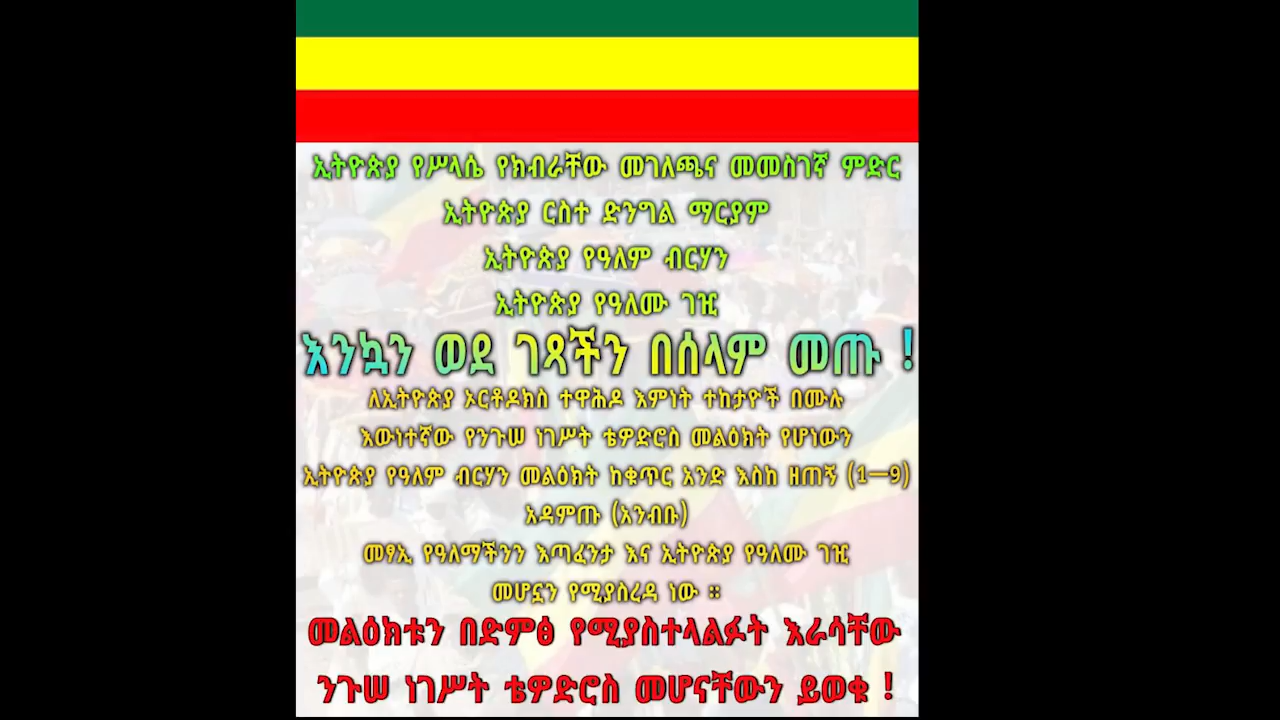 ኢትዮጵያ የሥላሴ የክብራቸው መገለጫና መመስገኛ ምድር
ኢትዮጵያ ርስተ ድንግል ማርያም
ኢትዮጵያ የዓለም ብርሃን
ኢትዮጵያ የዓለሙ ገዢ
እንኳን ወደ ገጻችን በሰላም መጡ !
ለኢትዮጵያ ኦርቶዶክስ ተዋሕዶ እምነት ተከታዮች በሙሉ
እውነተኛው የንጉሠ ነገሥት ቴዎድሮስ መልዕክት የሆነውን
ኢትዮጵያ የዓለም ብርሃን መልዕክት ከቁጥር አንድ እስከ ዘጠኝ (1—9)
አዳምጡ (አንብቡ)
መፃኢ የዓለማችንን እጣፈንታ እና ኢትዮጵያ የዓለሙ ገዢ
መሆኗን የሚያስረዳ ነው ።
መልዕክቱን በድምፅ የሚያስተላልፉት እራሳቸው
ንጉሠ ነገሥት ቴዎድሮስ መሆናቸውን ይወቁ !